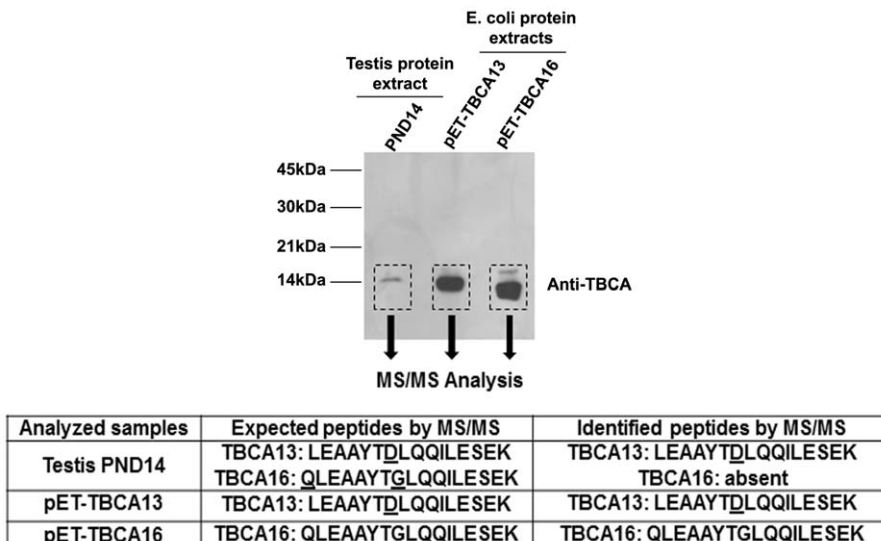 E. coli protein
extracts
Testis protein
extract
PND14
pET-TBCA13
pET-TBCA16
45kDa
30kDa
21kDa
14kDa
Anti-TBCA
MS/MS Analysis
Analyzed samples Expected peptides by MS/MS Identified peptides by MS/MS
Testis PND14 TBCA13: LEAAYTDLQQILESEK TBCA13: LEAAYTDLQQILESEK
TBCA16: QLEAAYTGLQQILESEK TBCA16: absent
pET-TBCA13 TBCA13: LEAAYTDLQQILESEK TBCA13: LEAAYTDLQQILESEK
pET-TBCA16 TBCA16: QLEAAYTGLQQILESEK TBCA16: QLEAAYTGLQQILESEK